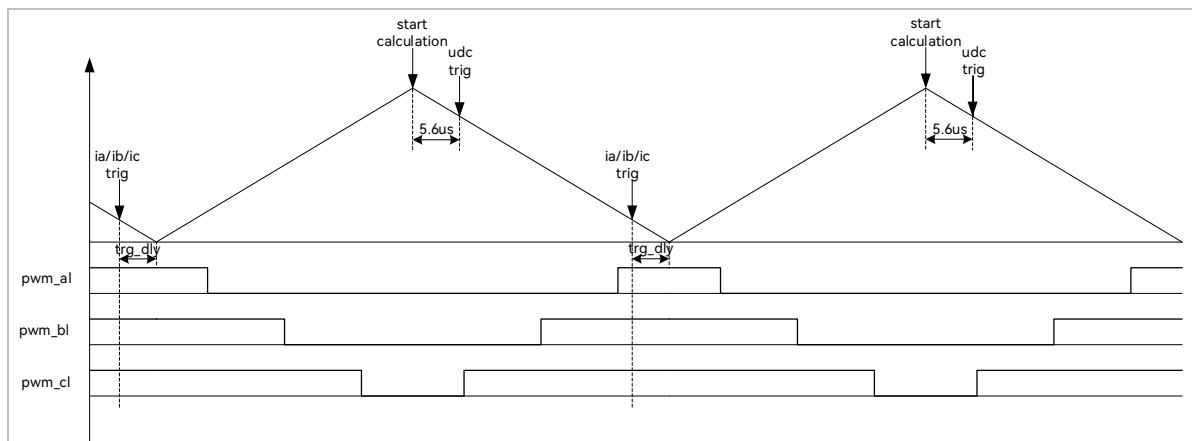 start
calculation
udc
trig
5.6us
ia/ib/ic
trig
trg_dly
ia/ib/ic
trig
trg_dly
start
calculation
udc
trig
5.6us
pwm_al
pwm_bl
pwm_cl